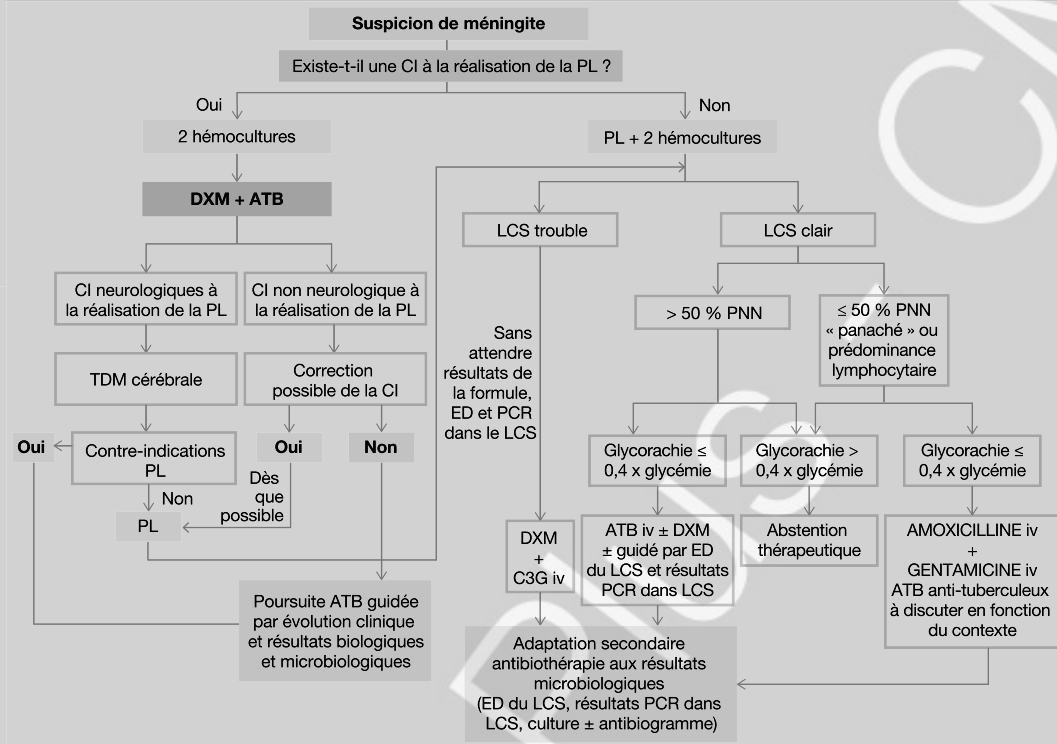 Suspicion de méningite
Existe-t-il une CI à la réalisation de la PL ?
Oui
Non
2 hémocultures
PL + 2 hémocultures
DXM + ATB
LCS trouble
LCS clair
CI neurologiques à
la réalisation de la PL
CI non neurologique à
la réalisation de la PL
> 50 % PNN
≤ 50 % PNN
« panaché » ou
prédominance
lymphocytaire
Sans
attendre
résultats de
la formule,
ED et PCR
dans le LCS
TDM cérébrale
Correction
possible de la CI
Oui
Contre-indications
PL
Oui
Non
Glycorachie ≤
0,4 x glycémie
Glycorachie >
0,4 x glycémie
Glycorachie ≤
0,4 x glycémie
Non
Dès
que
possible
PL
DXM
+
C3G iv
ATB iv ± DXM
± guidé par ED
du LCS et résultats
PCR dans LCS
Abstention
thérapeutique
AMOXICILLINE iv
+
GENTAMICINE iv
ATB anti-tuberculeux
à discuter en fonction
du contexte
Poursuite ATB guidée
par évolution clinique
et résultats biologiques
et microbiologiques
Adaptation secondaire
antibiothérapie aux résultats
microbiologiques
(ED du LCS, résultats PCR dans
LCS, culture ± antibiogramme)